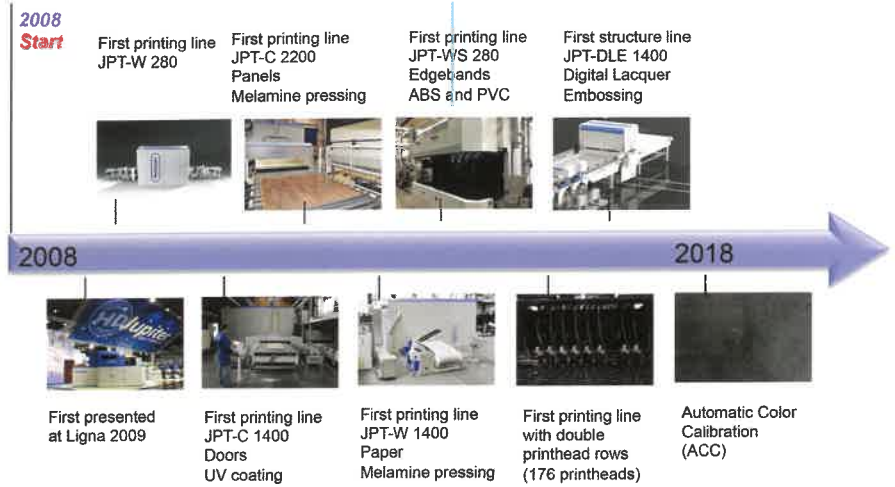 2008
Start
First printing line
JPT-W 280
First printing line
JPT-C 2200
Panels
Melamine pressing
First printing line
JPT-WS 280
Edgebands
ABS and PVC
First structure line
JPT-DLE 1400
Digital Lacquer
Embossing
2008
2018
Jupiter
First presented
at Ligna 2009
First printing line
JPT-C 1400
Doors
UV coating
First printing line
JPT-W 1400
Paper
Melamine pressing
First printing line
with double
printhead rows
(176 printheads)
Automatic Color
Calibration
(ACC)